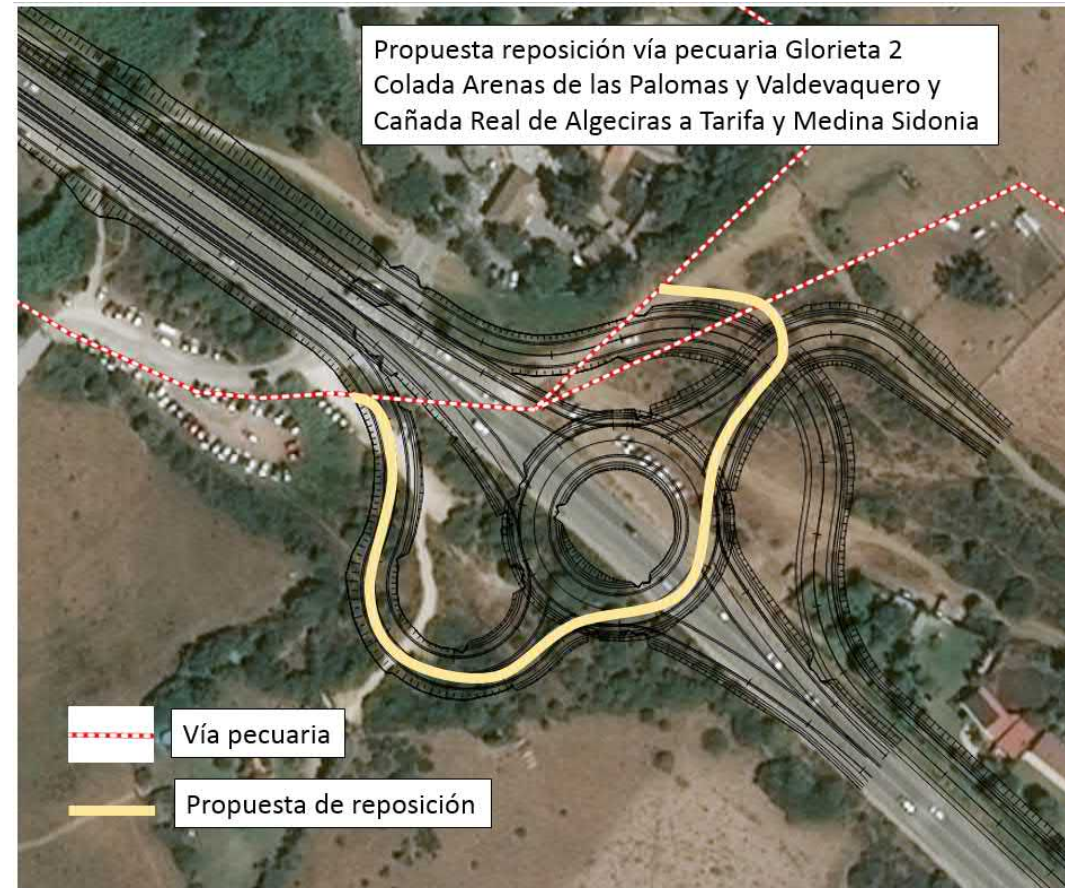 Propuesta reposición vía pecuaria Glorieta 2
Colada Arenas de las Palomas y Valdevaquero y
Cañada Real de Algeciras a Tarifa y Medina Sidonia
Vía pecuaria
Propuesta de reposición